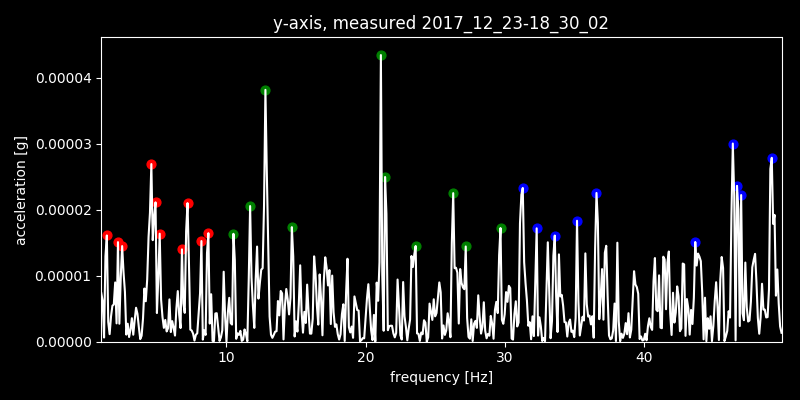 y-axis, measured 2017_12_23-18_30_02
0.00004
0.00003
0.00002
0.00001
0.00000
acceleration [g]
10 20 30 40
frequency [Hz]